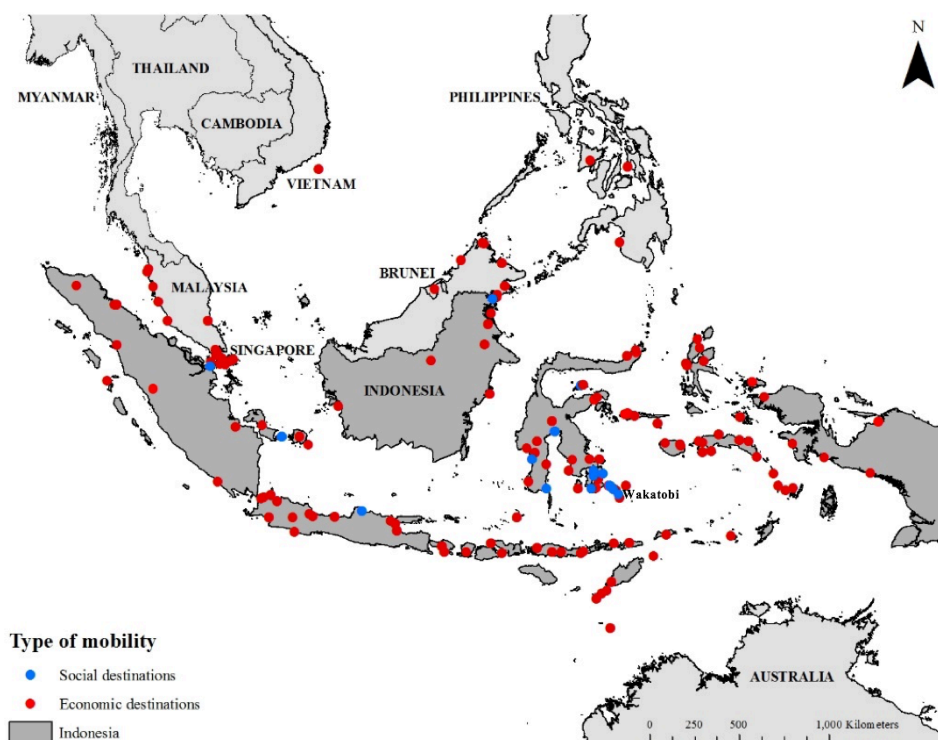 N
THAILAND
MYANMAR
PHILIPPINES
CAMBODIA
VIETNAM
BRUNEI
MALAYSIA
SINGAPORE
INDONESIA
Wakatobi
Type of mobility
Social destinations
Economic destinations
Indonesia
AUSTRALIA
0 250 500 1,000 Kilometers